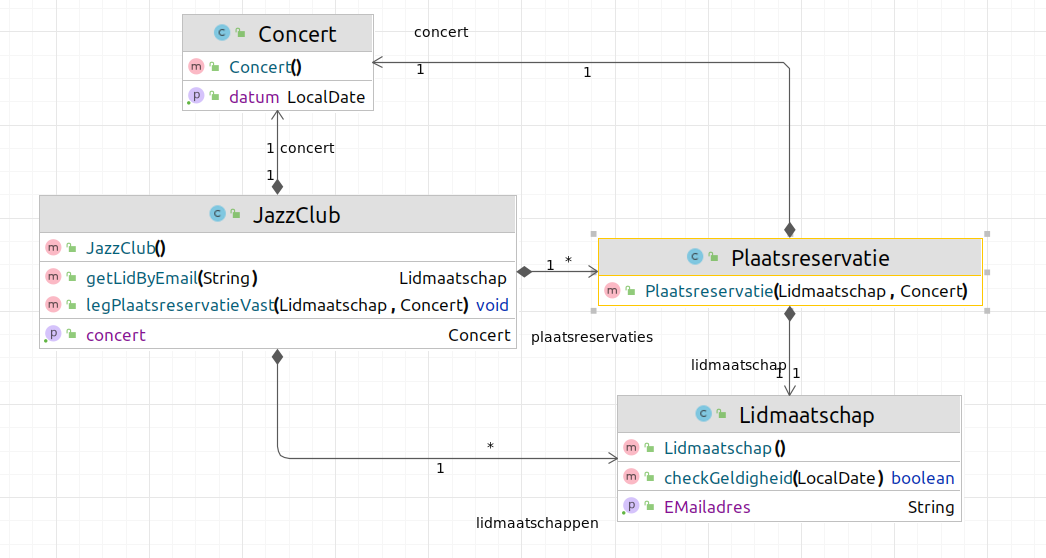 concert
C Concert
m Concert()
1
1
p datum LocalDate
1 concert
1
C JazzClub
m JazzClub()
m getLidByEmail(String) Lidmaatschap
m legPlaatsreservatieVast(Lidmaatschap, Concert) void
p concert Concert
1 *
plaatsreservaties
C Plaatsreservatie
m Plaatsreservatie(Lidmaatschap, Concert)
lidmaatschap
1 1
C Lidmaatschap
m Lidmaatschap()
m checkGeldigheid(LocalDate) boolean
p EMailadres String
*
1
lidmaatschappen